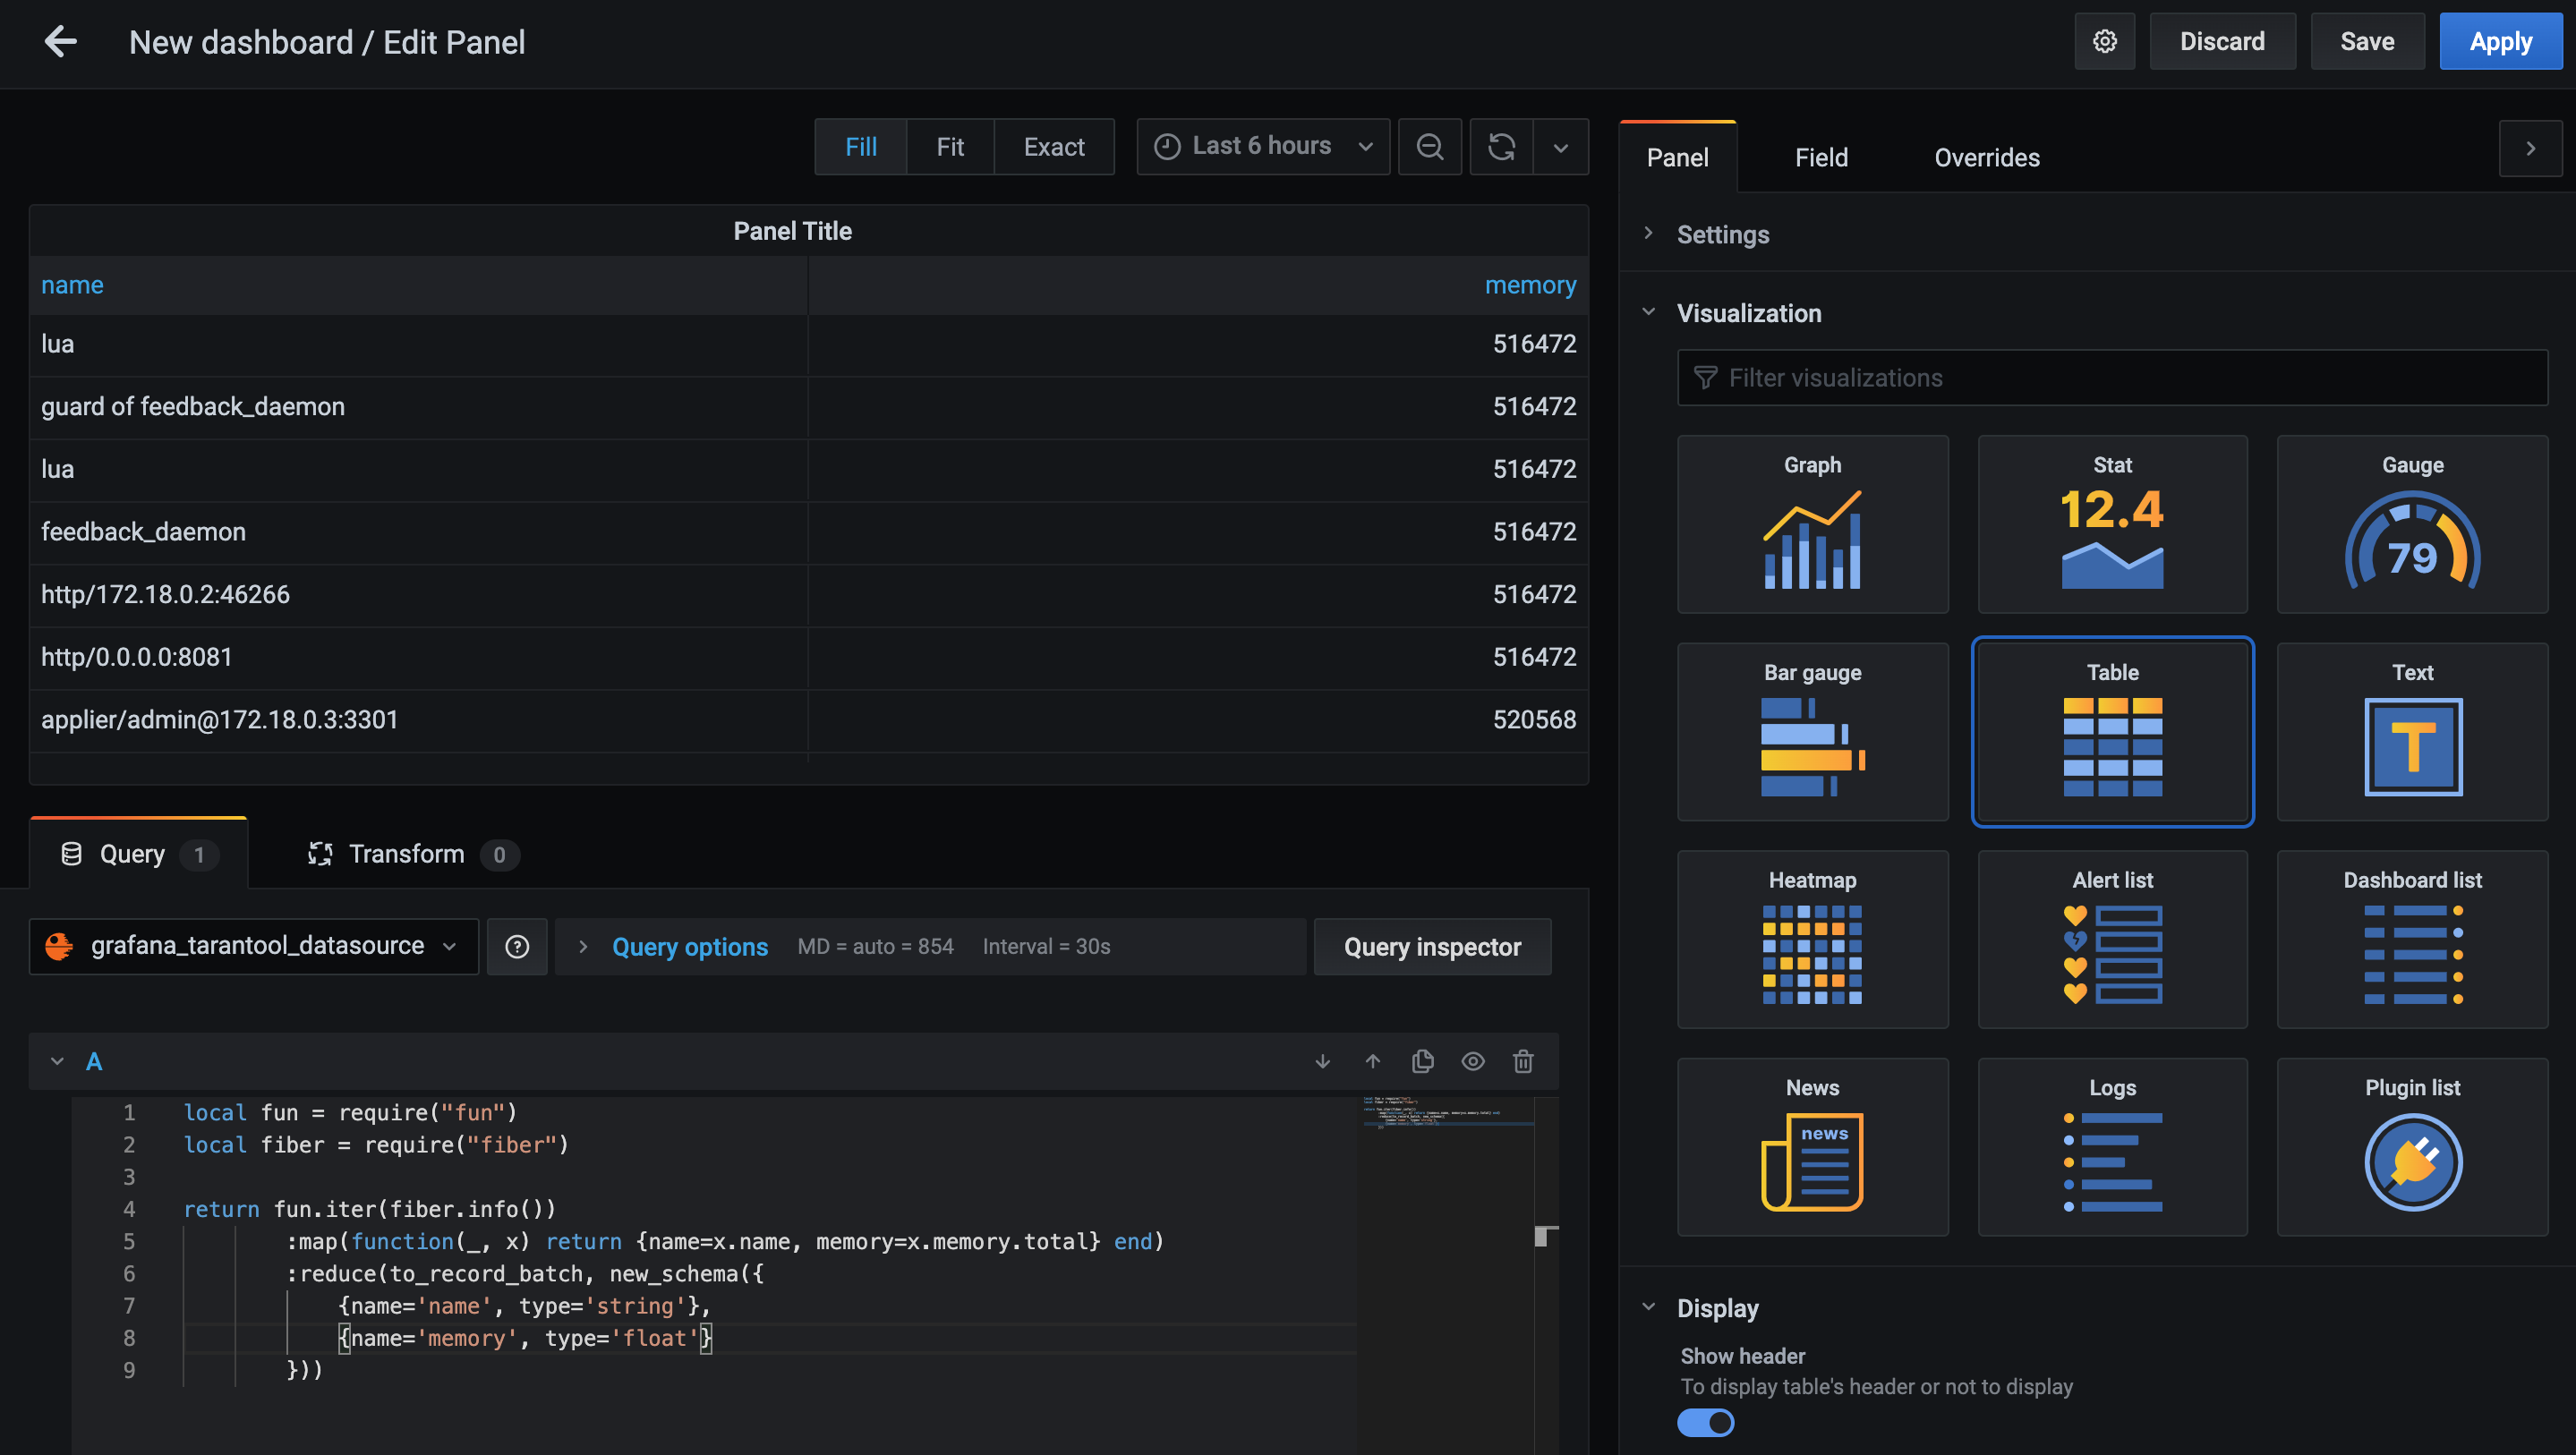 New dashboard / Edit Panel
Discard
Save
Apply
Fill
Fit
Exact
Last 6 hours
Panel
Field
Overrides
Panel Title
name
memory
lua
516472
guard of feedback_daemon
516472
lua
516472
feedback_daemon
516472
http/172.18.0.2:46266
516472
http/0.0.0.0:8081
516472
applier/admin@172.18.0.3:3301
520568
Query 1
Transform 0
grafana_tarantool_datasource
Query options
MD = auto = 854
Interval = 30s
Query inspector
A
1 local fun = require("fun")
2 local fiber = require("fiber")
3
4 return fun.iter(fiber.info())
5 :map(function(_, x) return {name=x.name, memory=x.memory.total} end)
6 :reduce(to_record_batch, new_schema({
7 {name='name', type='string'},
8 {name='memory', type='float'}
9 }))
Settings
Visualization
Filter visualizations
Graph
Stat
12.4
Gauge
79
Bar gauge
Table
Text
T
Heatmap
Alert list
Dashboard list
News
news
Logs
Plugin list
Display
Show header
To display table's header or not to display